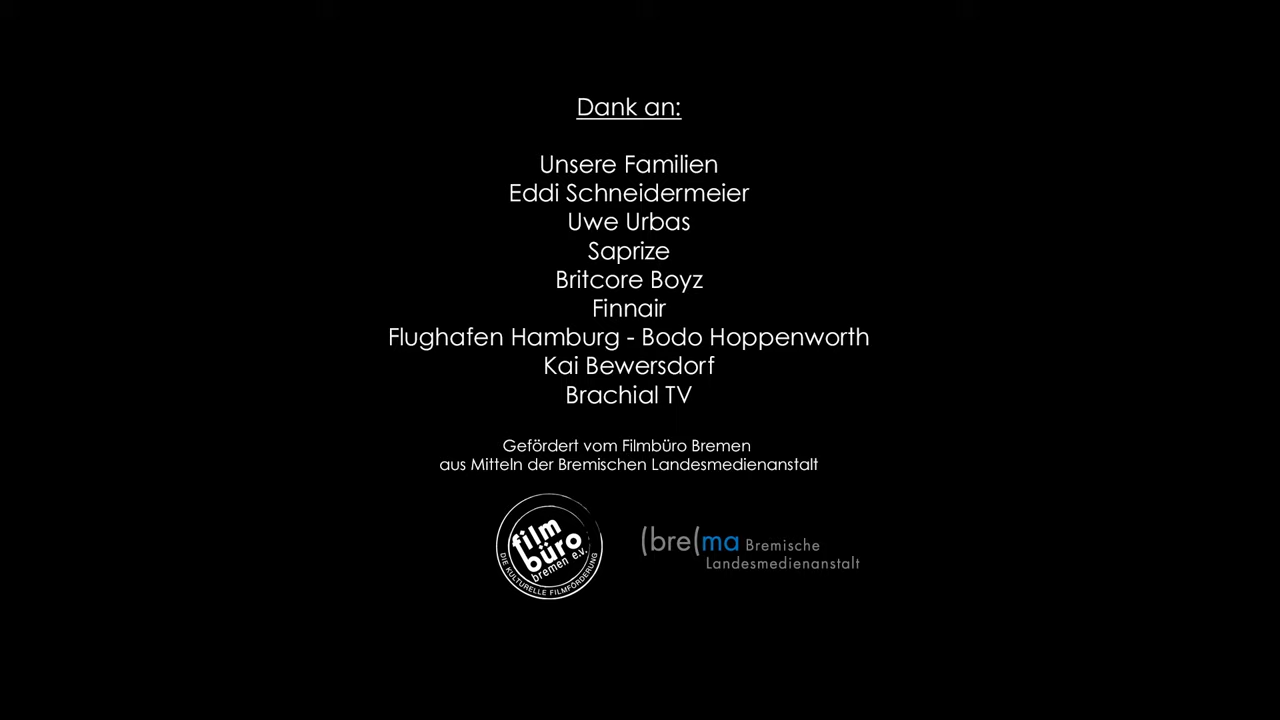 Dank an:
Unsere Familien
Eddi Schneidermeier
Uwe Urbas
Saprize
Britcore Boyz
Finnair
Flughafen Hamburg - Bodo Hoppenworth
Kai Bewersdorf
Brachial TV
Gefördert vom Filmbüro Bremen
aus Mitteln der Bremischen Landesmedienanstalt
film
büro
bremen e.V.
DIE KULTURELLE FILMFÖRDERUNG
(bre(ma Bremische
Landesmedienanstalt